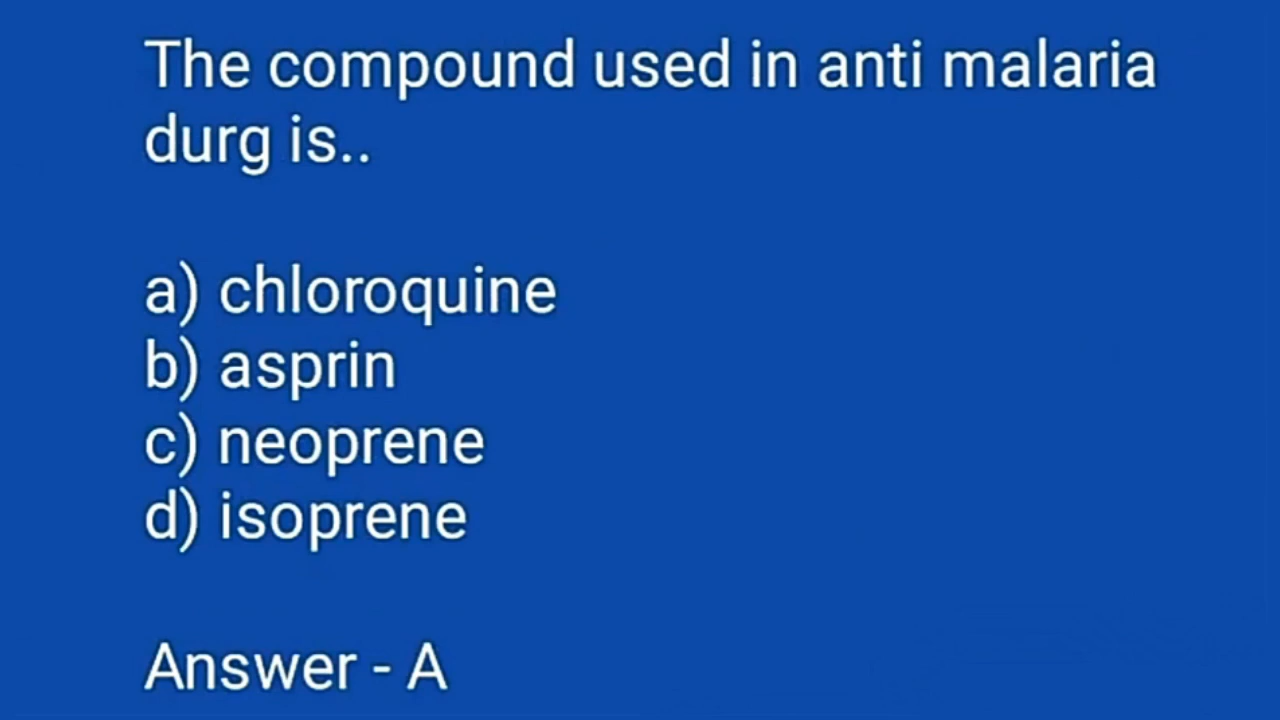 The compound used in anti malaria
durg is..
a) chloroquine
b) asprin
c) neoprene
d) isoprene
Answer - A